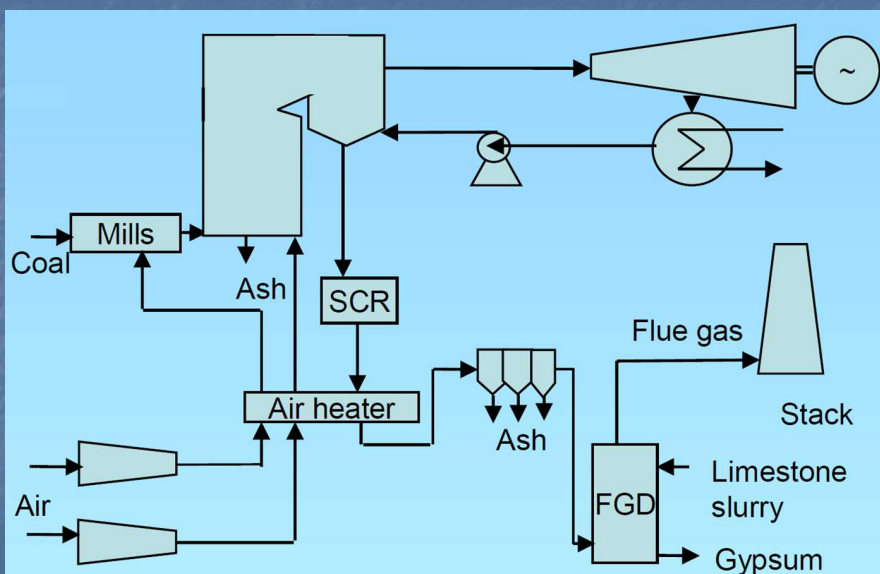 ~
Mills
Coal
Ash
SCR
Flue gas
Air heater
Stack
Ash
Air
FGD
Limestone
slurry
Gypsum